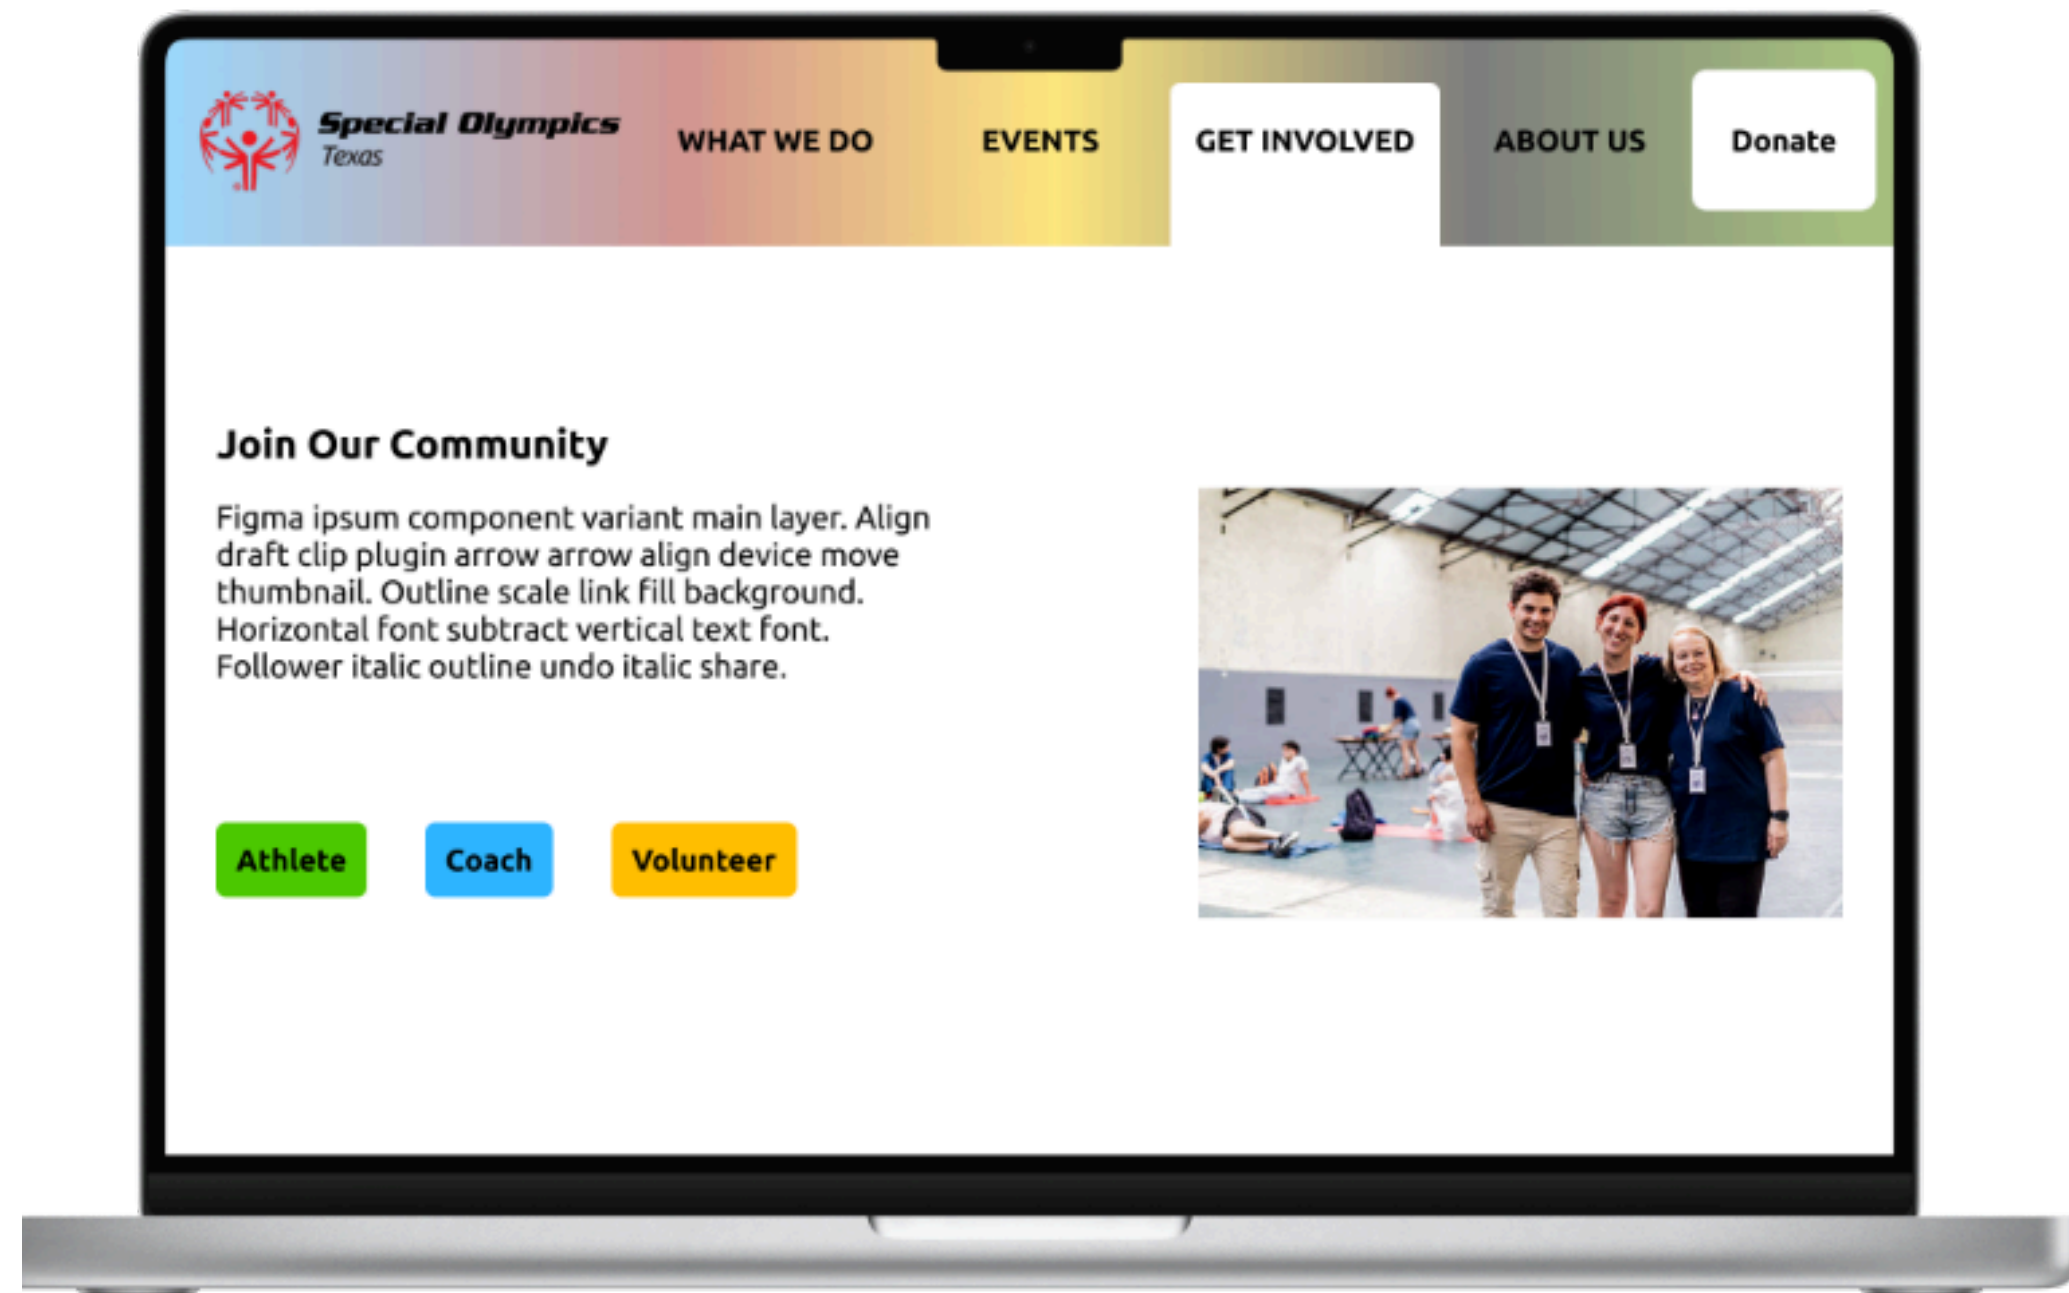 Special Olympics
Texas
WHAT WE DO
EVENTS
GET INVOLVED
ABOUT US
Donate
Join Our Community
Figma ipsum component variant main layer. Align
draft clip plugin arrow arrow align device move
thumbnail. Outline scale link fill background.
Horizontal font subtract vertical text font.
Follower italic outline undo italic share.
Athlete
Coach
Volunteer